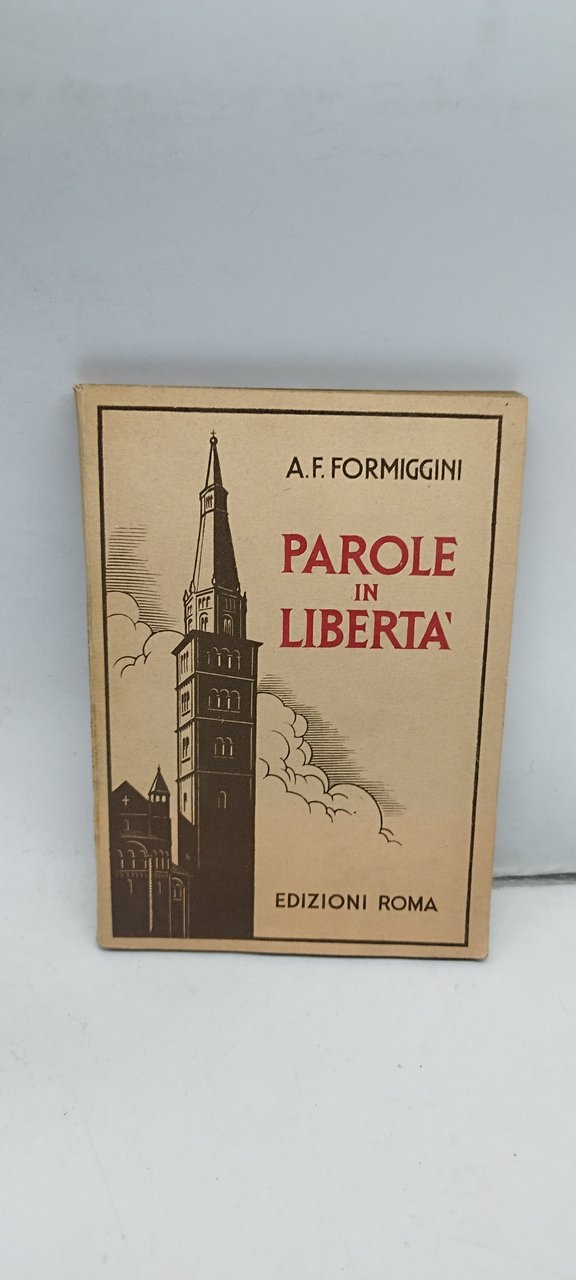 A.F. FORMIGGINI
PAROLE
IN
LIBERTA'
EDIZIONI ROMA